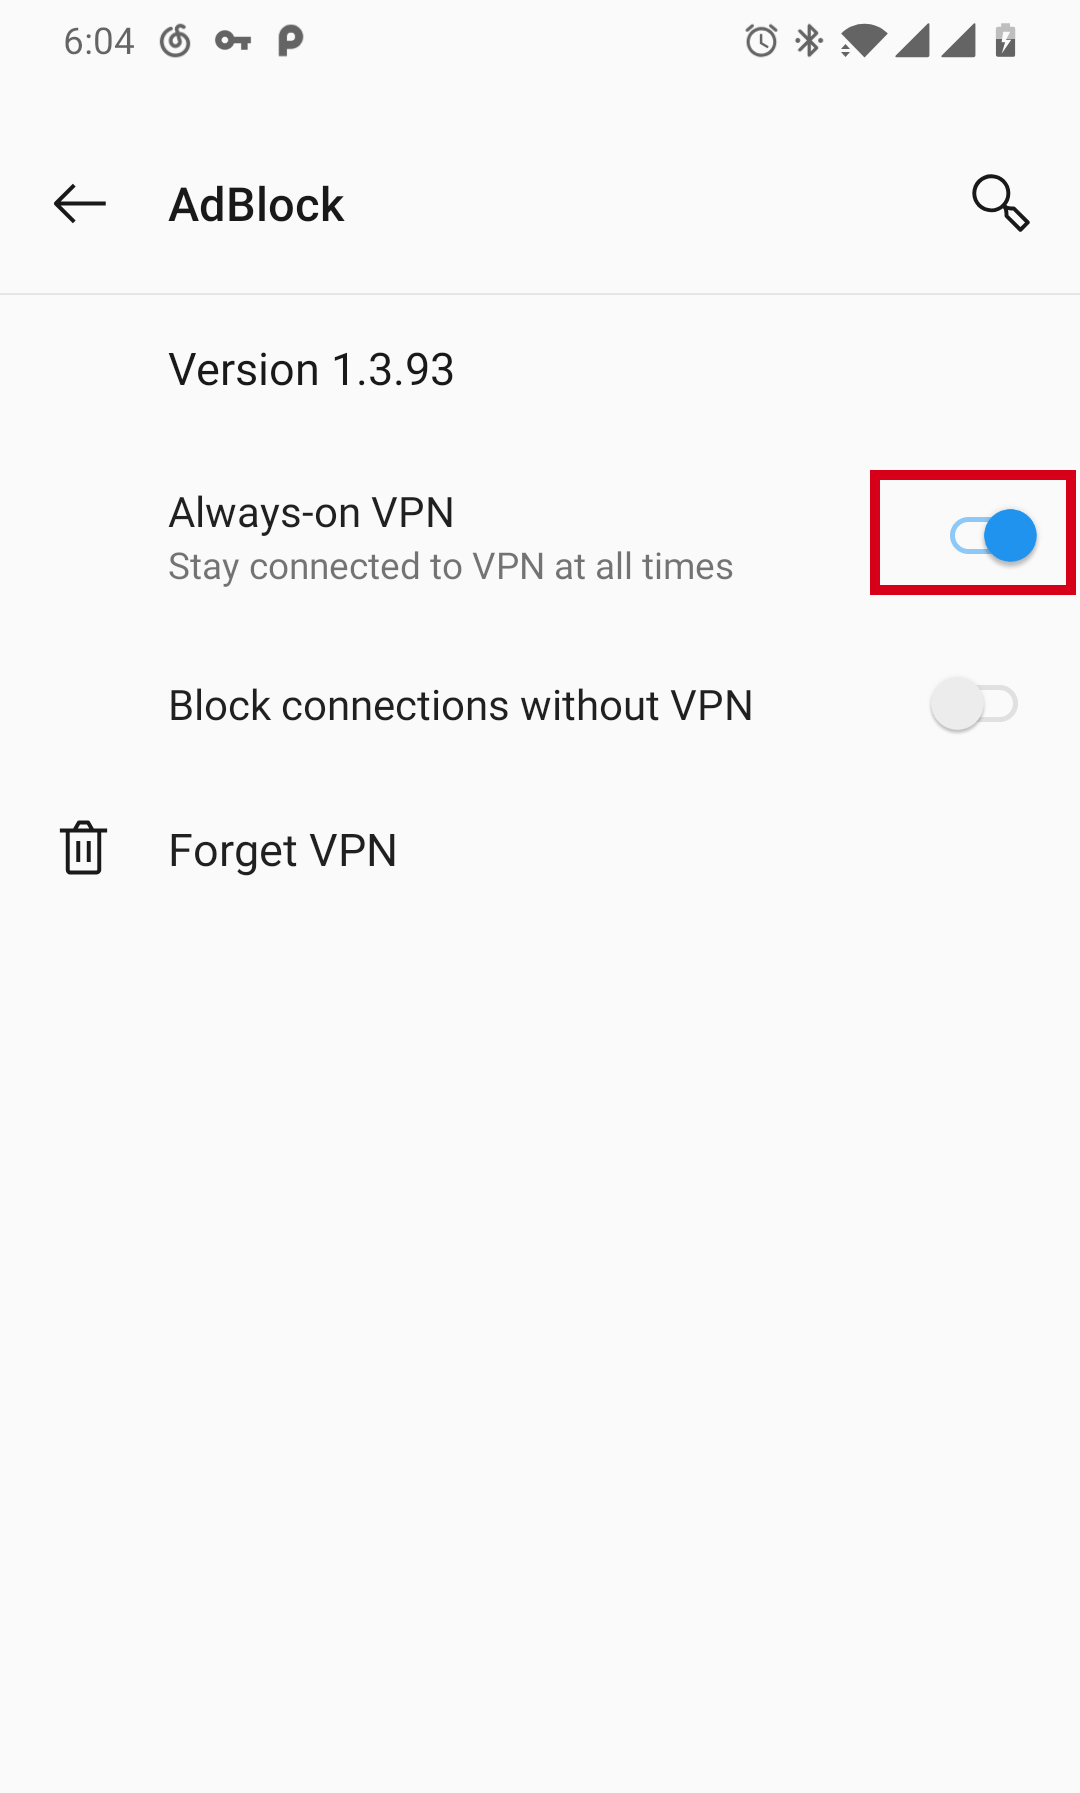 6:04
AdBlock
Version 1.3.93
Always-on VPN
Stay connected to VPN at all times
Block connections without VPN
Forget VPN